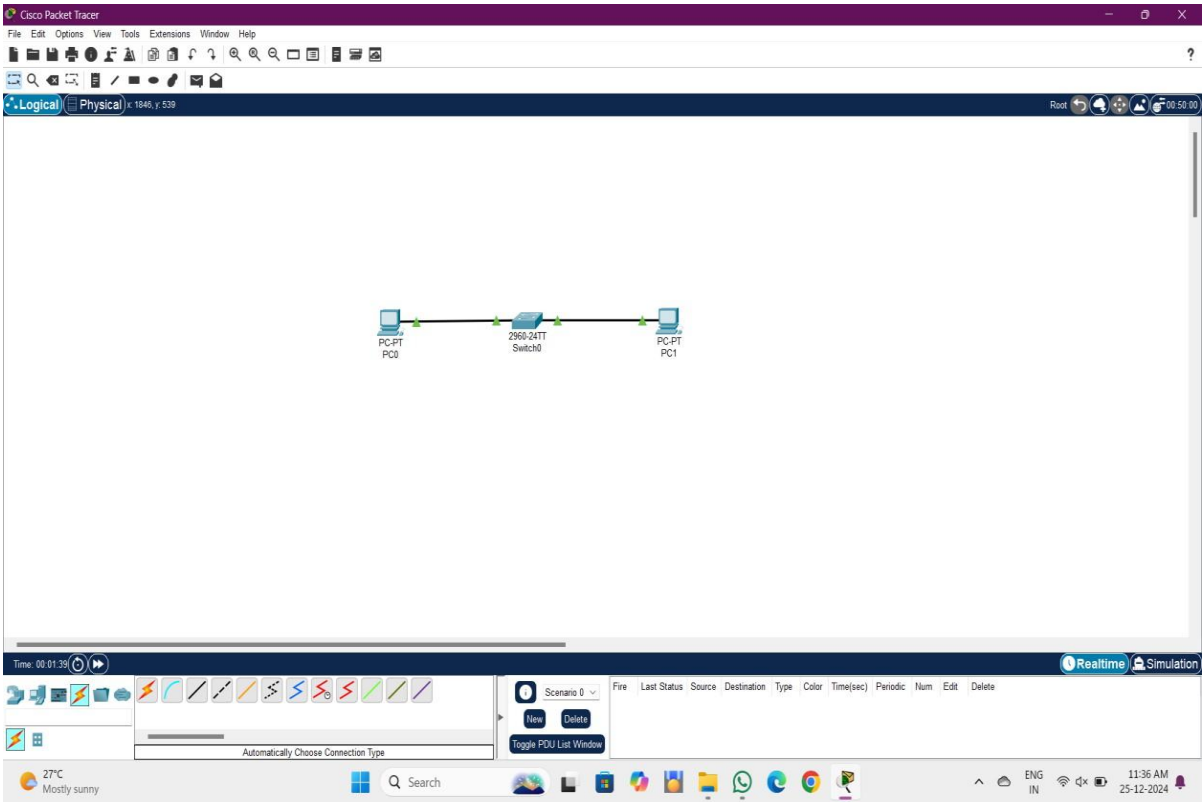 Cisco Packet Tracer
File Edit Options View Tools Extensions Window Help
?
Logical Physical x: 1846, y: 539 Root 00:50:00
PC-PT
PC0
2960-24TT
Switch0
PC-PT
PC1
Time: 00:01:39 Realtime Simulation
Scenario 0
New Delete
Toggle PDU List Window
Fire Last Status Source Destination Type Color Time(sec) Periodic Num Edit Delete
Automatically Choose Connection Type
27°C
Mostly sunny
Search
ENG
IN
11:36 AM
25-12-2024